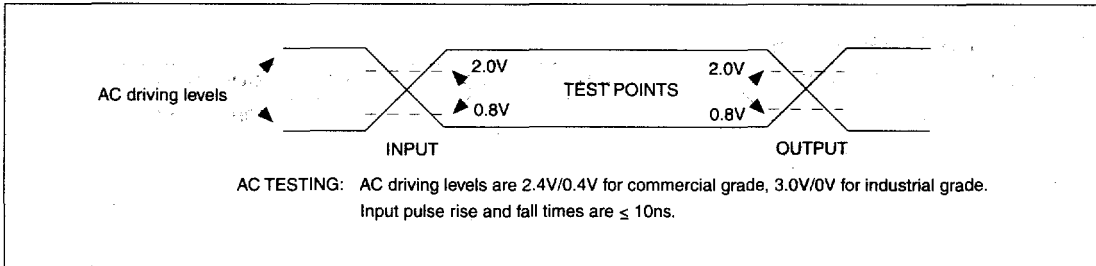 2.0V
2.0V
AC driving levels
TEST POINTS
0.8V
0.8V
INPUT
OUTPUT
AC TESTING: AC driving levels are 2.4V/0.4V for commercial grade, 3.0V/0V for industrial grade.
Input pulse rise and fall times are ≤ 10ns.